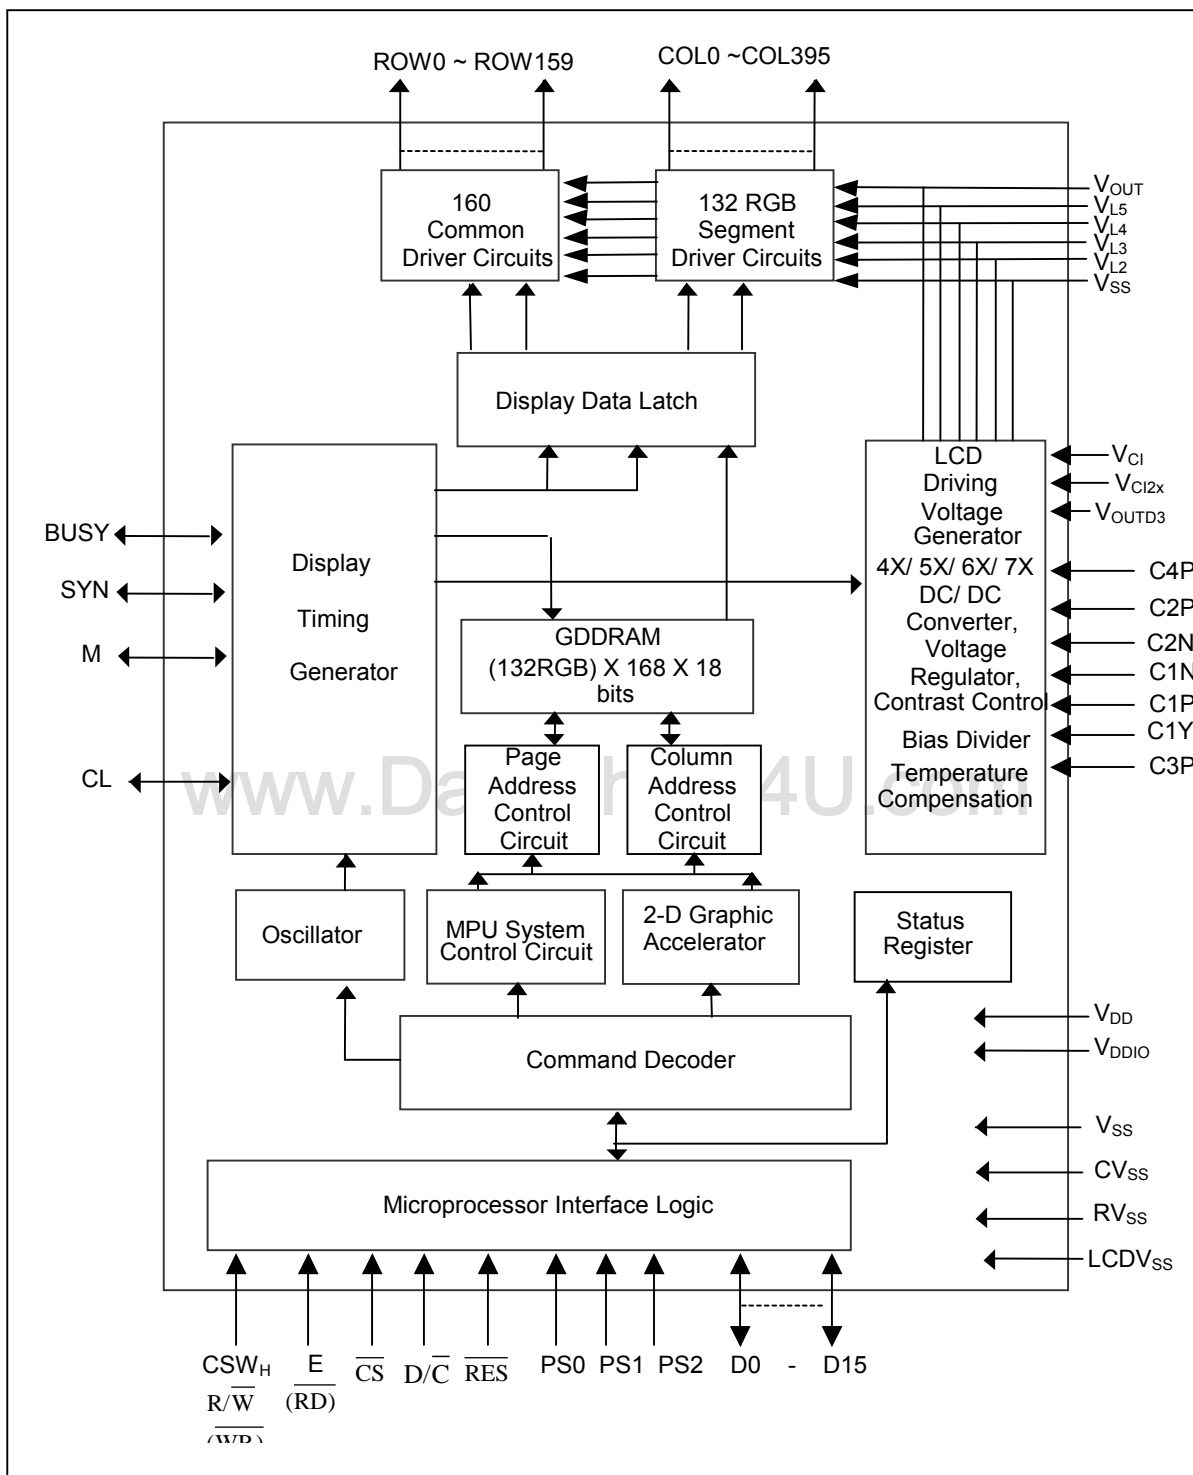 ROW0 ~ ROW159
COL0 ~COL395
160
Common
Driver Circuits
132 RGB
Segment
Driver Circuits
VOUT
VL5
VL4
VL3
VL2
VSS
Display Data Latch
BUSY
SYN
M
CL
Display
Timing
Generator
LCD
Driving
Voltage
Generator
4X/ 5X/ 6X/ 7X
DC/ DC
Converter,
Voltage
Regulator,
Contrast Control
Bias Divider
Temperature
Compensation
VCI
VCI2x
VOUTD3
C4P
C2P
C2N
C1N
C1P
C1Y
C3P
GDDRAM
(132RGB) X 168 X 18
bits
Page
Address
Control
Circuit
Column
Address
Control
Circuit
www.Da h 4U.com
Oscillator
MPU System
Control Circuit
2-D Graphic
Accelerator
Status
Register
Command Decoder
VDD
VDDIO
VSS
CVSS
RVSS
LCDVSS
Microprocessor Interface Logic
CSWH
R/W̅
(W̅R̅)
E
(R̅D̅)
C̅S̅
D/C̅
R̅E̅S̅
PS0
PS1
PS2
D0 - D15